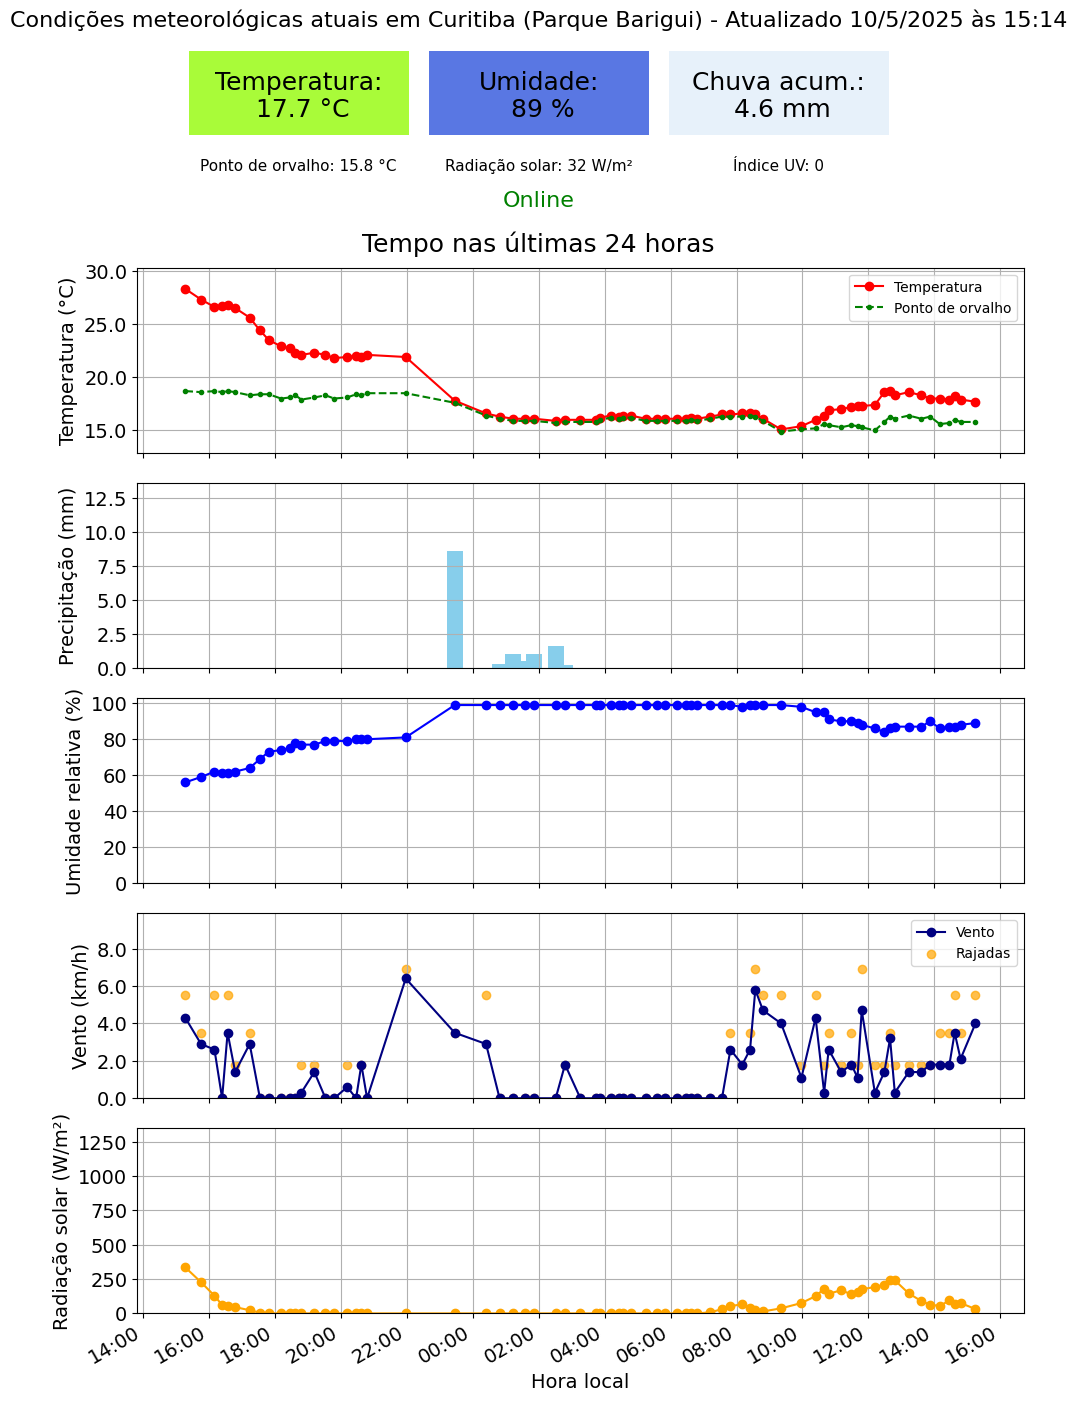 Condições meteorológicas atuais em Curitiba (Parque Barigui) - Atualizado 10/5/2025 às 15:14
Temperatura:
17.7 °C
Umidade:
89 %
Chuva acum.:
4.6 mm
Ponto de orvalho: 15.8 °C
Radiação solar: 32 W/m²
Índice UV: 0
Online
Tempo nas últimas 24 horas
Temperatura (°C)
30.0
25.0
20.0
15.0
Temperatura
Ponto de orvalho
Precipitação (mm)
12.5
10.0
7.5
5.0
2.5
0.0
Umidade relativa (%)
100
80
60
40
20
0
Vento (km/h)
8.0
6.0
4.0
2.0
0.0
Vento
Rajadas
Radiação solar (W/m²)
1250
1000
750
500
250
0
14:00
16:00
18:00
20:00
22:00
00:00
02:00
04:00
06:00
08:00
10:00
12:00
14:00
16:00
Hora local